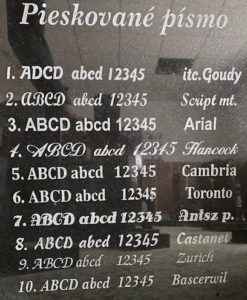 Pieskované písmo
1. ADCD abcd 12345 itc.Goudy
2. ABCD abcd 12345 Script mt.
3. ABCD abcd 12345 Arial
4. ABCD abcd 12345 Hancock
5. ABCD abcd 12345 Cambria
6. ABCD abcd 12345 Toronto
7. ABCD abcd 12345 Antsz p.
8. ABCD abcd 12345 Castanet
9. ABCD abcd 12345 Zurich
10. ABCD abcd 12345 Bascerwil